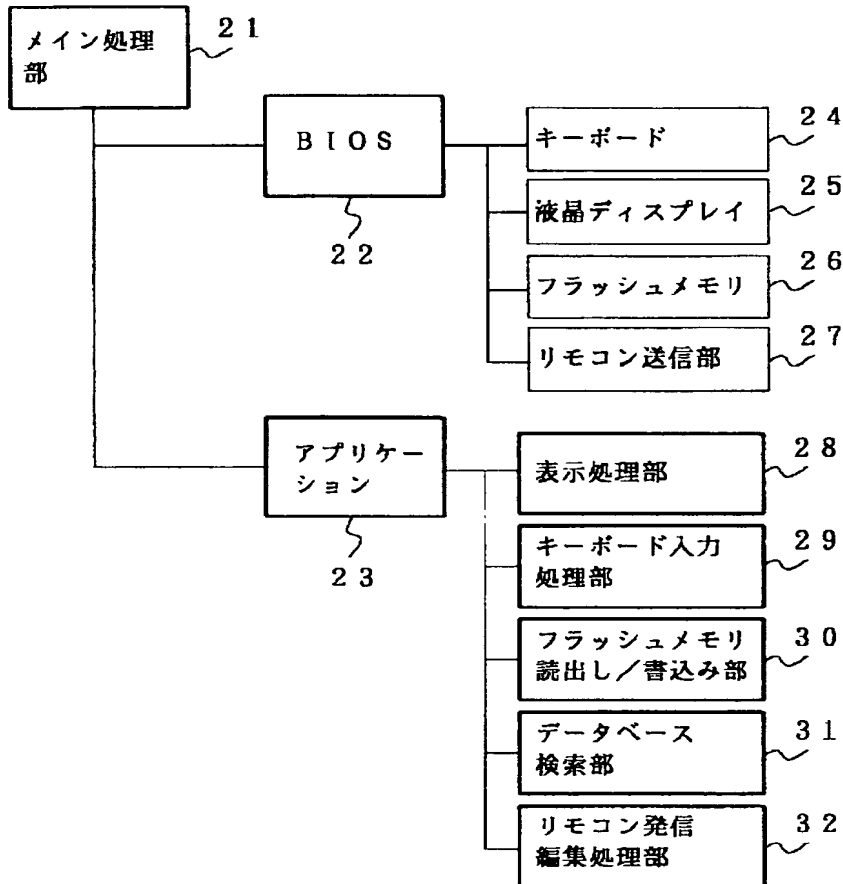 メイン処理
部
21
BIOS
22
キーボード
24
液晶ディスプレイ
25
フラッシュメモリ
26
リモコン送信部
27
アプリケー
ション
23
表示処理部
28
キーボード入力
処理部
29
フラッシュメモリ
読出し/書込み部
30
データベース
検索部
31
リモコン発信
編集処理部
32